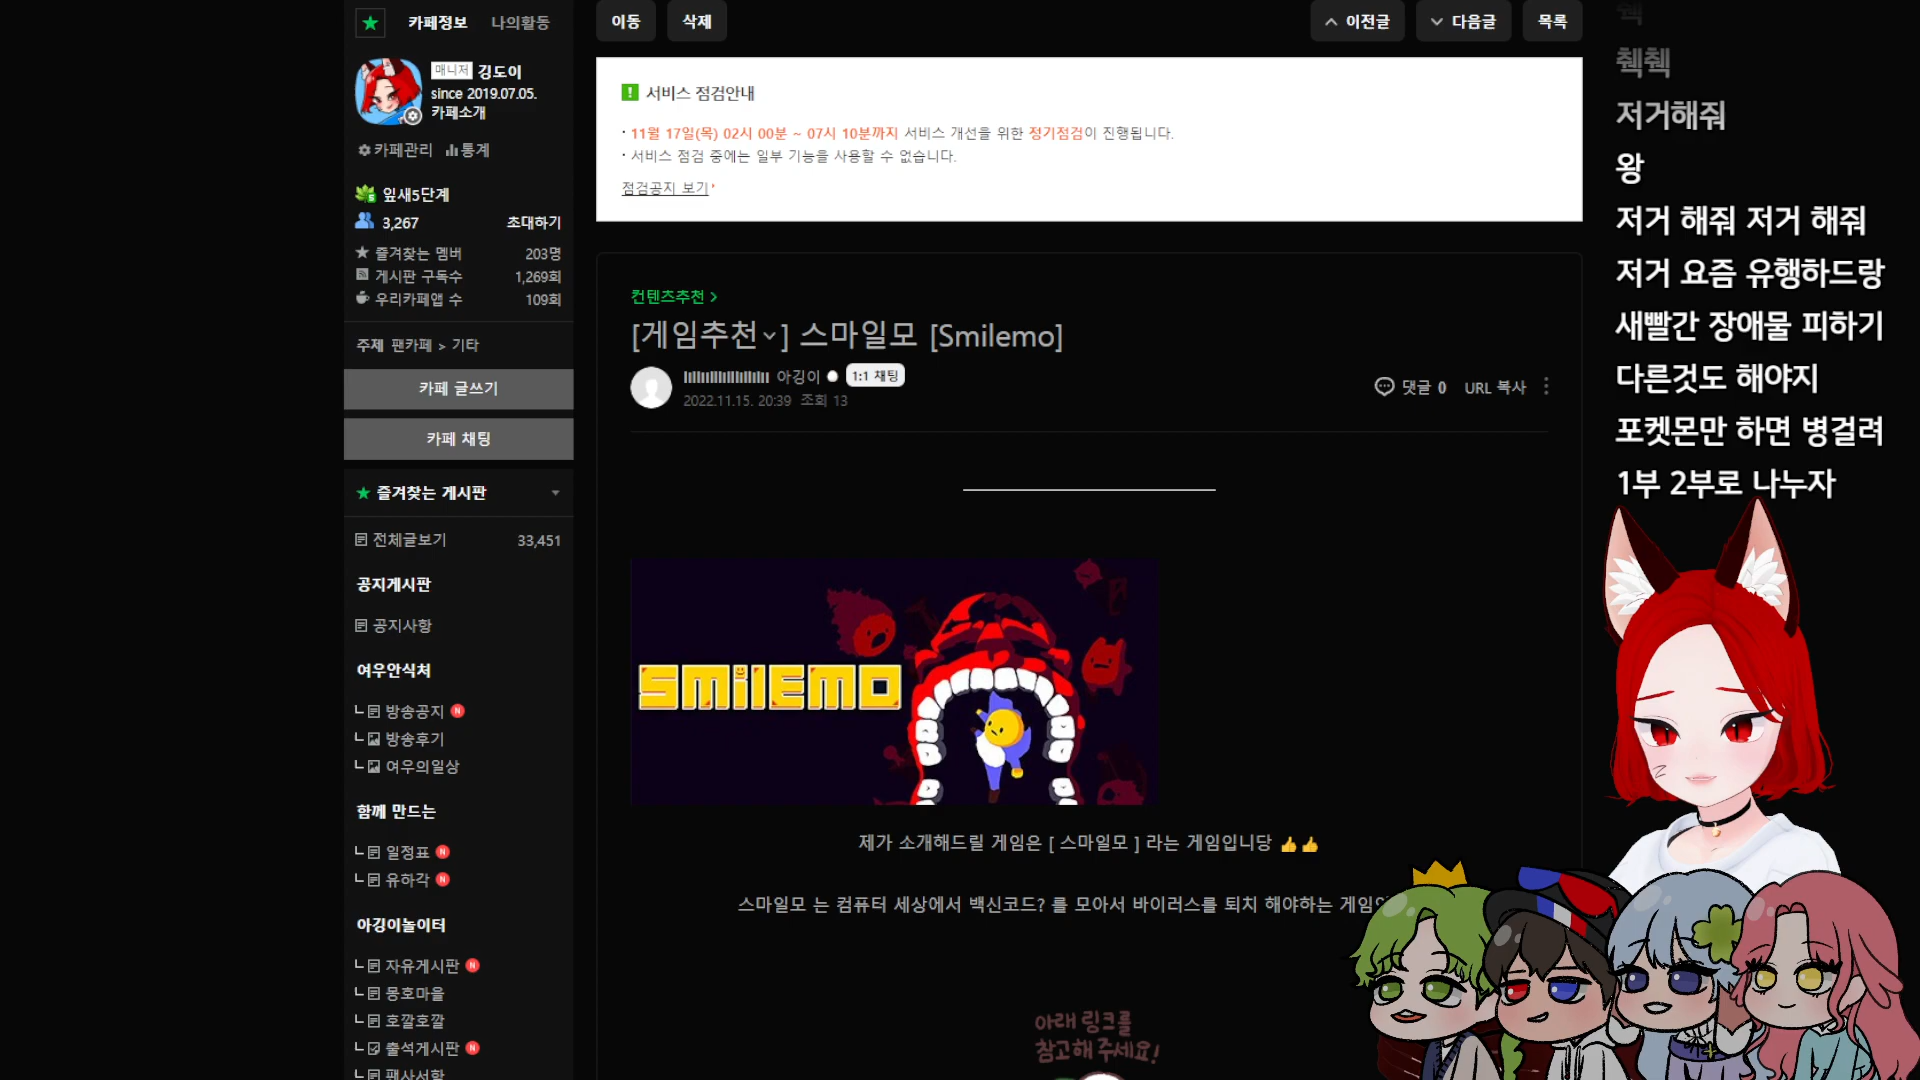 카페정보 나의활동
매니저 깅도이
since 2019.07.05.
카페소개
카페관리 통계
잎새5단계
3,267 초대하기
즐겨찾는 멤버 203명
게시판 구독수 1,269회
우리카페앱 수 109회
주제 팬카페 > 기타
카페 글쓰기
카페 채팅
즐겨찾는 게시판
전체글보기 33,451
공지게시판
공지사항
여우안식처
방송공지 N
방송후기
여우의일상
함께 만드는
일정표 N
유하각 N
아깅이놀이터
자유게시판 N
몽호마을
호깔호깔
출석게시판 N
팬사서함
이동 삭제 이전글 다음글 목록
서비스 점검안내
· 11월 17일(목) 02시 00분 ~ 07시 10분까지 서비스 개선을 위한 정기점검이 진행됩니다.
· 서비스 점검 중에는 일부 기능을 사용할 수 없습니다.
점검공지 보기
컨텐츠추천 >
[게임추천] 스마일모 [Smilemo]
아깅이 1:1 채팅
2022.11.15. 20:39 조회 13
댓글 0 URL 복사
SMILEMO
제가 소개해드릴 게임은 [ 스마일모 ] 라는 게임입니당 👍👍
스마일모 는 컴퓨터 세상에서 백신코드? 를 모아서 바이러스를 퇴치 해야하는
아래 링크를
참고해 주세요!
췍췍
저거해줘
왕
저거 해줘 저거 해줘
저거 요즘 유행하드랑
새빨간 장애물 피하기
다른것도 해야지
포켓몬만 하면 병걸려
1부 2부로 나누자